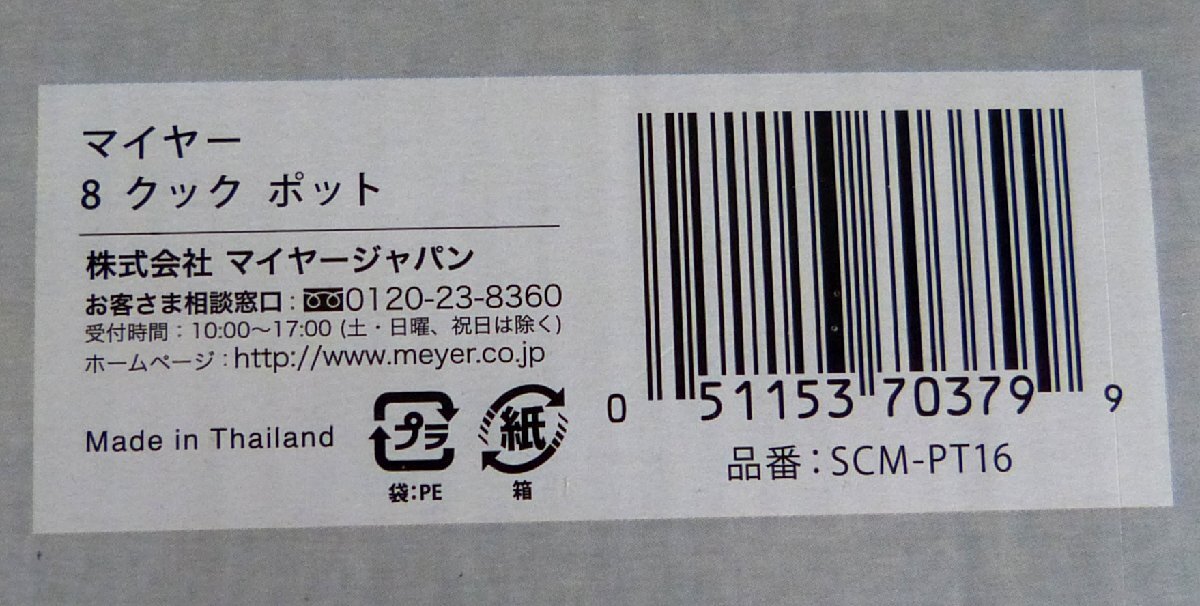 マイヤー
8 クック ポット
株式会社 マイヤージャパン
お客さま相談窓口：0120-23-8360
受付時間：10:00～17:00 (土・日曜、祝日は除く)
ホームページ：http://www.meyer.co.jp
Made in Thailand
プラ
袋:PE
紙
箱
0 51153 70379 9
品番：SCM-PT16